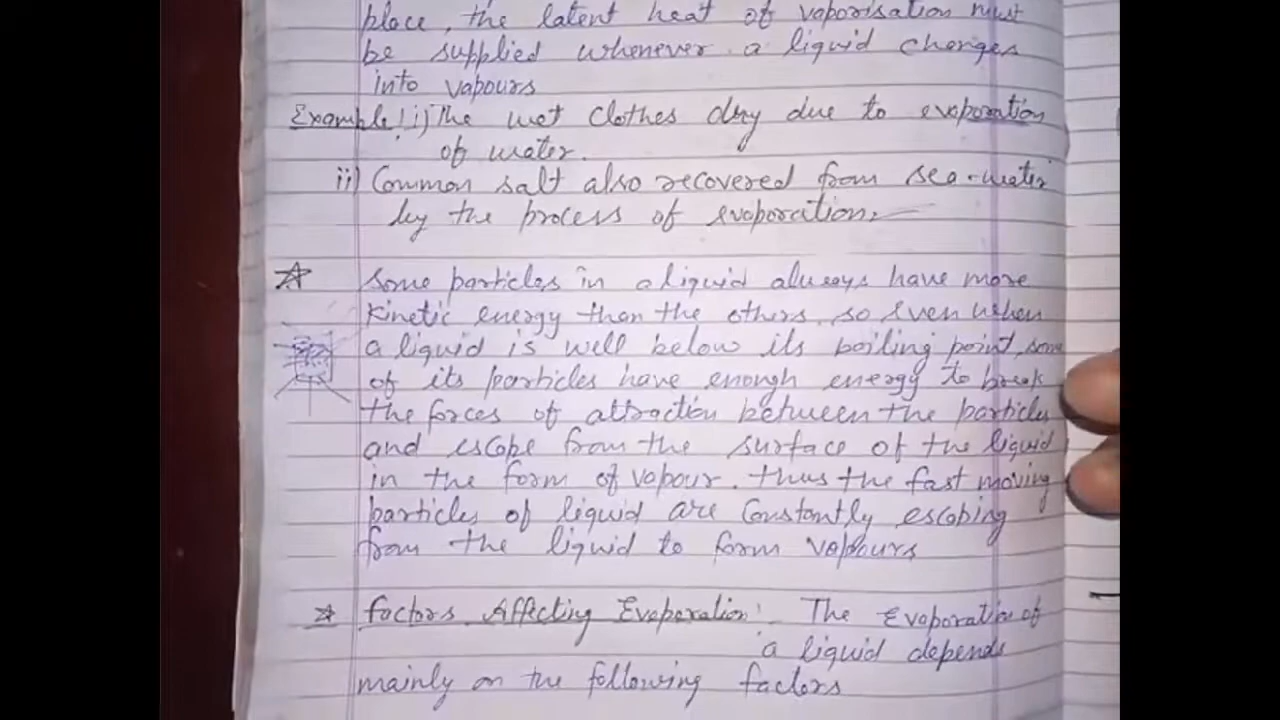 place, the latent heat of vaporisation must
be supplied whenever a liquid changes
into vapours
Example! i) The wet clothes dry due to evaporation
of water.
ii) Common salt also recovered from sea-water
by the process of evaporation.
☆ Some particles in a liquid always have more
kinetic energy than the others. so Even when
a liquid is well below its boiling point, some
of its particles have enough energy to break
the forces of attraction between the particles
and escape from the surface of the liquid
in the form of vapour. thus the fast moving
particles of liquid are constantly escaping
from the liquid to form vapours
☆ factors Affecting Evaporation! The Evaporation of
a liquid depends
mainly on the following factors